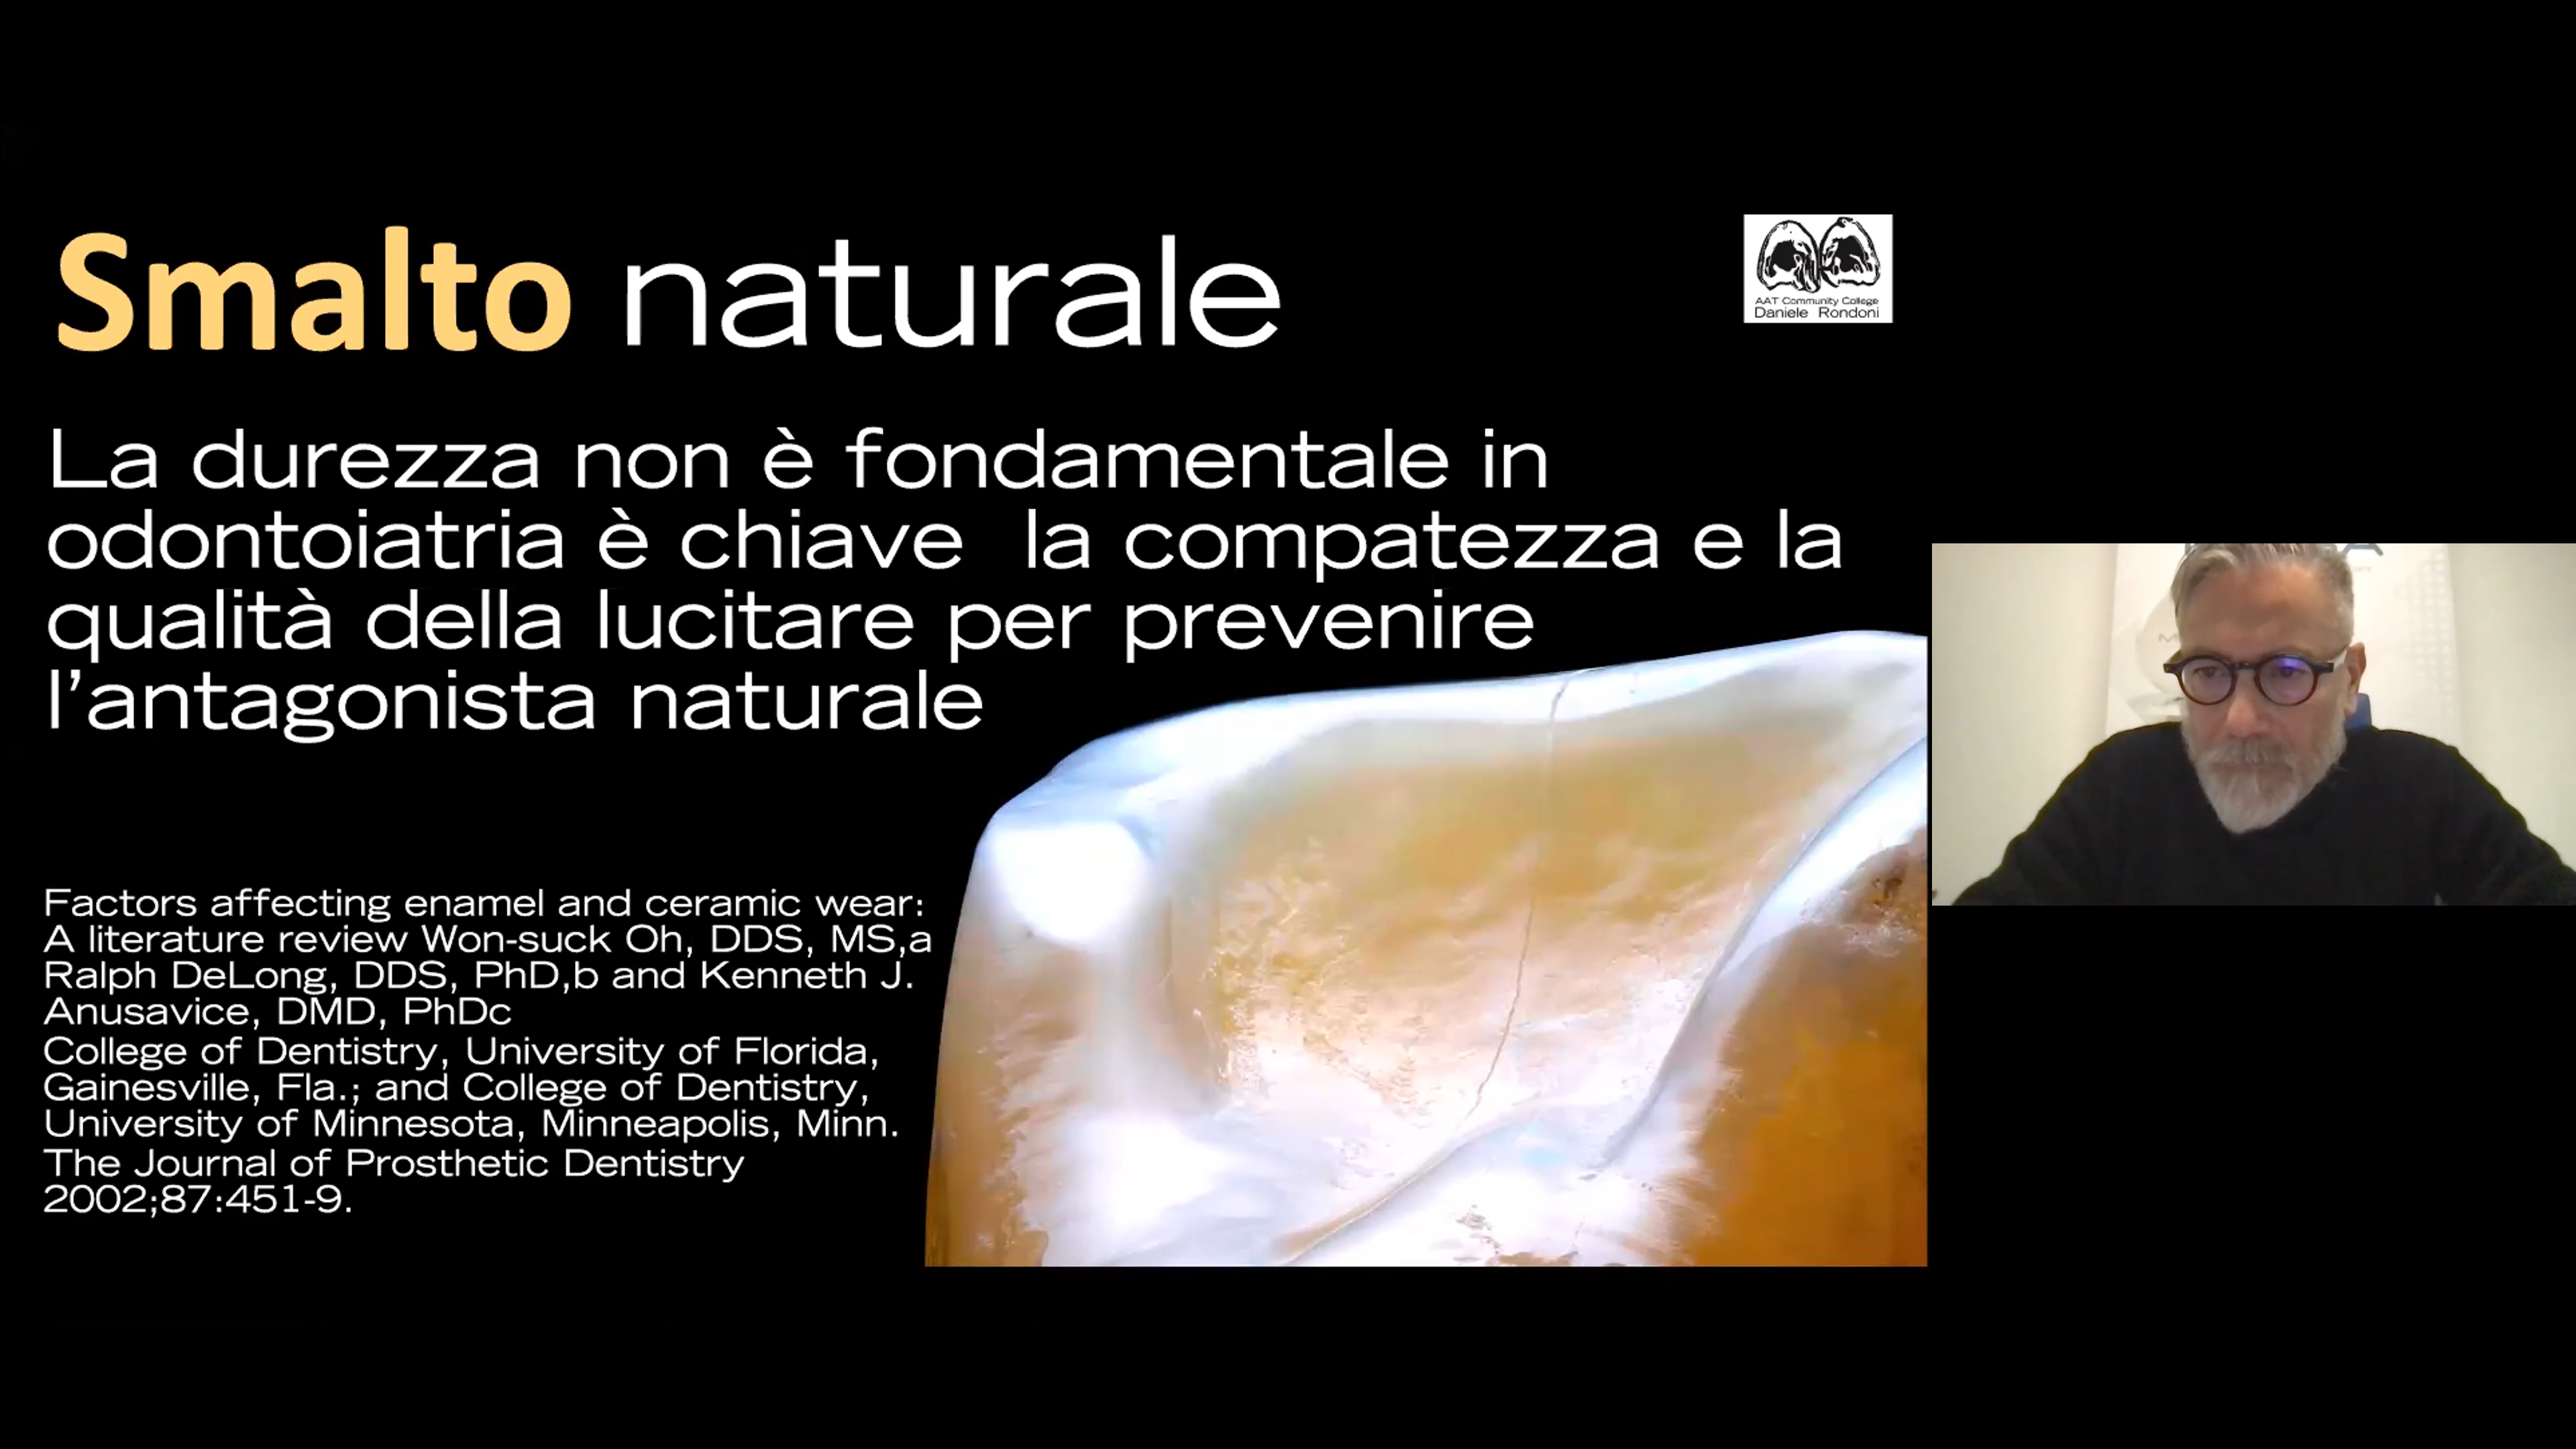 Smalto naturale
AAT Community College
Daniele Rondoni
La durezza non è fondamentale in
odontoiatria è chiave la compatezza e la
qualità della lucitare per prevenire
l'antagonista naturale
Factors affecting enamel and ceramic wear:
A literature review Won-suck Oh, DDS, MS,a
Ralph DeLong, DDS, PhD,b and Kenneth J.
Anusavice, DMD, PhDc
College of Dentistry, University of Florida,
Gainesville, Fla.; and College of Dentistry,
University of Minnesota, Minneapolis, Minn.
The Journal of Prosthetic Dentistry
2002;87:451-9.